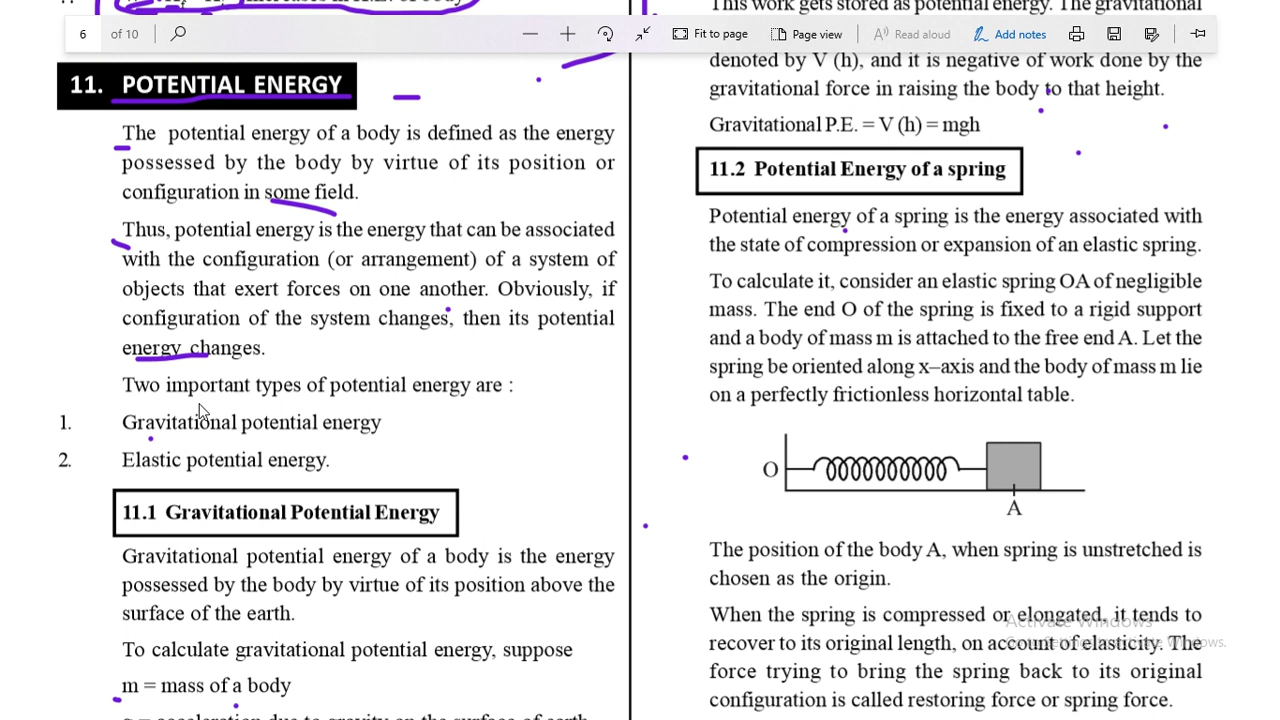 This work gets stored as potential energy. The gravitational
6 of 10
Fit to page
Page view
Read aloud
Add notes
11. POTENTIAL ENERGY
The potential energy of a body is defined as the energy
possessed by the body by virtue of its position or
configuration in some field.
Thus, potential energy is the energy that can be associated
with the configuration (or arrangement) of a system of
objects that exert forces on one another. Obviously, if
configuration of the system changes, then its potential
energy changes.
Two important types of potential energy are :
1. Gravitational potential energy
2. Elastic potential energy.
11.1 Gravitational Potential Energy
Gravitational potential energy of a body is the energy
possessed by the body by virtue of its position above the
surface of the earth.
To calculate gravitational potential energy, suppose
m = mass of a body
g = acceleration due to gravity on the surface of earth
denoted by V (h), and it is negative of work done by the
gravitational force in raising the body to that height.
Gravitational P.E. = V (h) = mgh
11.2 Potential Energy of a spring
Potential energy of a spring is the energy associated with
the state of compression or expansion of an elastic spring.
To calculate it, consider an elastic spring OA of negligible
mass. The end O of the spring is fixed to a rigid support
and a body of mass m is attached to the free end A. Let the
spring be oriented along x–axis and the body of mass m lie
on a perfectly frictionless horizontal table.
O
A
The position of the body A, when spring is unstretched is
chosen as the origin.
When the spring is compressed or elongated, it tends to
recover to its original length, on account of elasticity. The
force trying to bring the spring back to its original
configuration is called restoring force or spring force.
Activate Windows